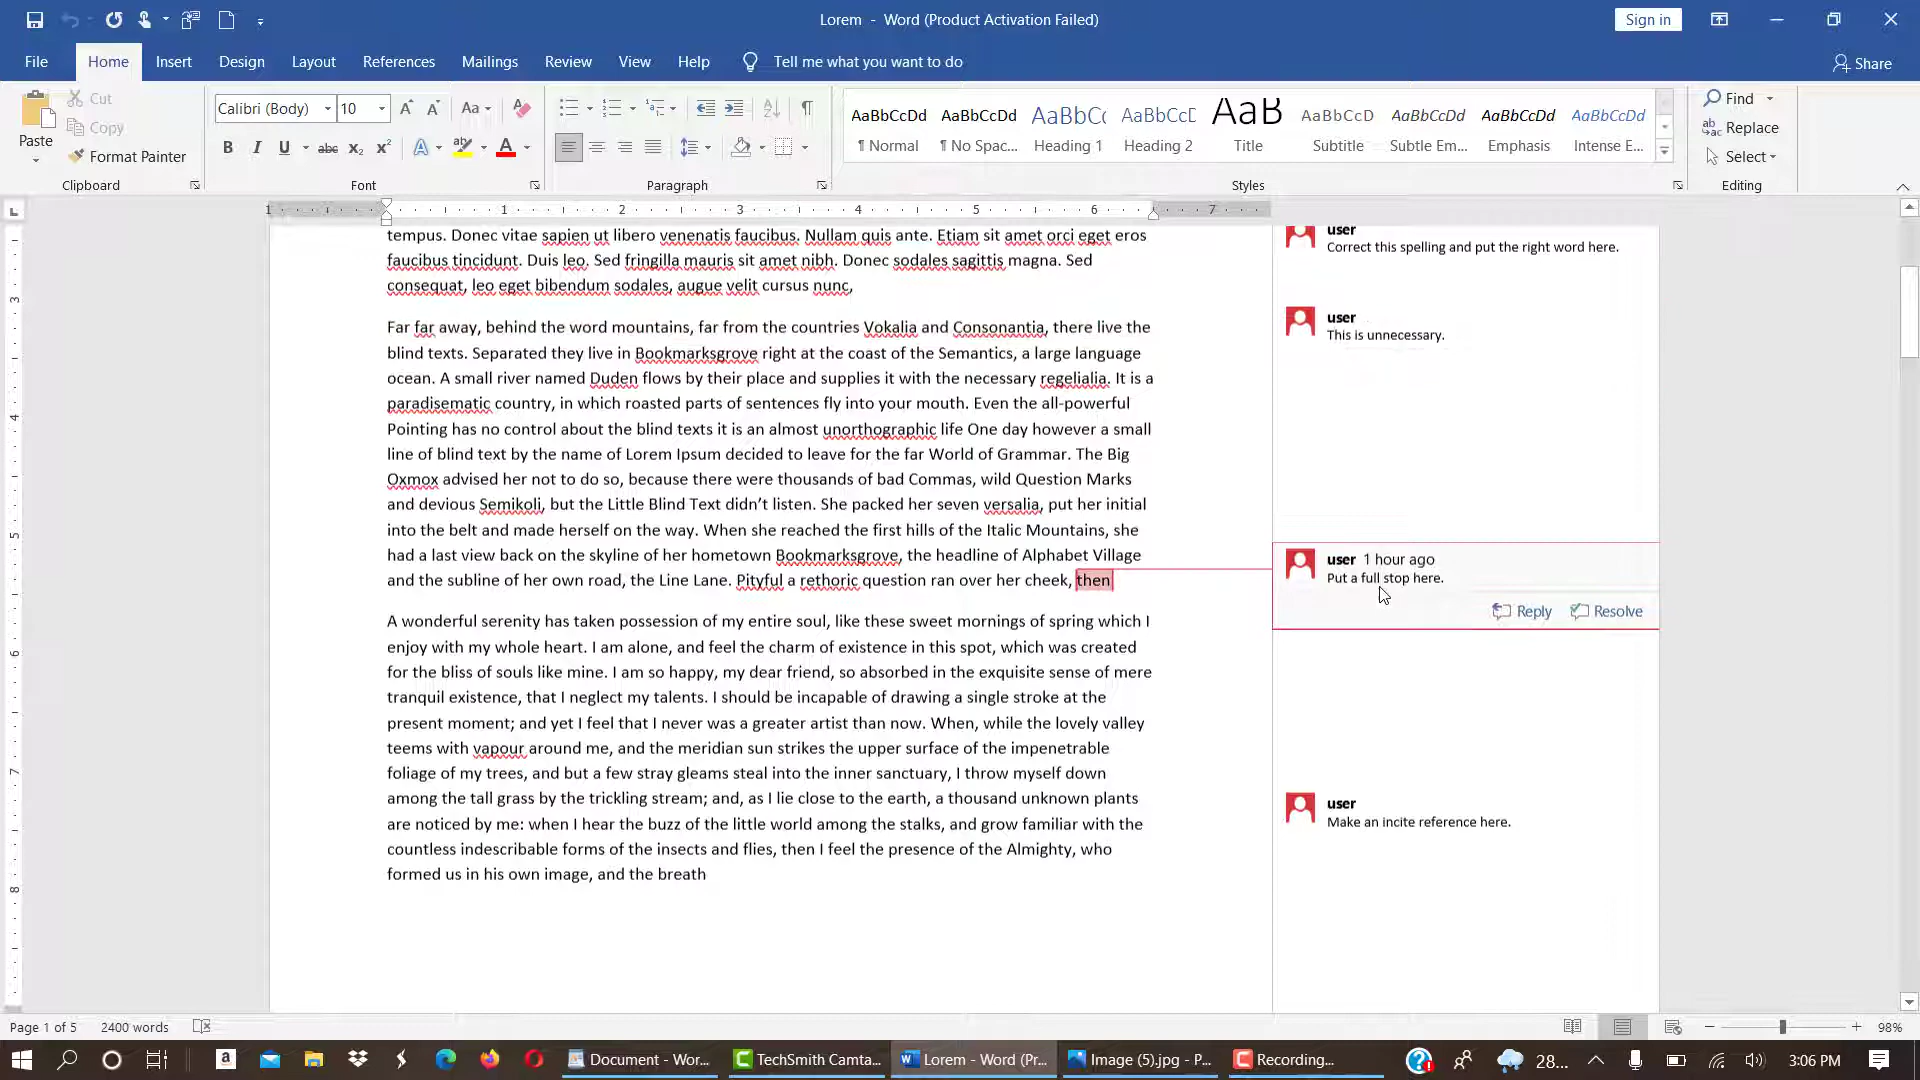 Lorem - Word (Product Activation Failed)
Sign in
File
Home
Insert
Design
Layout
References
Mailings
Review
View
Help
Tell me what you want to do
Share
Paste
Cut
Copy
Format Painter
Clipboard
Calibri (Body)
10
Aa
B I U abc x₂ x²
A
Font
Paragraph
AaBbCcDd
¶ Normal
AaBbCcDd
¶ No Spac...
AaBbCc
Heading 1
AaBbCcD
Heading 2
AaB
Title
AaBbCcD
Subtitle
AaBbCcDd
Subtle Em...
AaBbCcDd
Emphasis
AaBbCcDd
Intense E...
Styles
Find
Replace
Select
Editing
1 1 2 3 4 5 6 7
tempus. Donec vitae sapien ut libero venenatis faucibus. Nullam quis ante. Etiam sit amet orci eget eros
faucibus tincidunt. Duis leo. Sed fringilla mauris sit amet nibh. Donec sodales sagittis magna. Sed
consequat, leo eget bibendum sodales, augue velit cursus nunc,
Far far away, behind the word mountains, far from the countries Vokalia and Consonantia, there live the
blind texts. Separated they live in Bookmarksgrove right at the coast of the Semantics, a large language
ocean. A small river named Duden flows by their place and supplies it with the necessary regelialia. It is a
paradisematic country, in which roasted parts of sentences fly into your mouth. Even the all-powerful
Pointing has no control about the blind texts it is an almost unorthographic life One day however a small
line of blind text by the name of Lorem Ipsum decided to leave for the far World of Grammar. The Big
Oxmox advised her not to do so, because there were thousands of bad Commas, wild Question Marks
and devious Semikoli, but the Little Blind Text didn’t listen. She packed her seven versalia, put her initial
into the belt and made herself on the way. When she reached the first hills of the Italic Mountains, she
had a last view back on the skyline of her hometown Bookmarksgrove, the headline of Alphabet Village
and the subline of her own road, the Line Lane. Pityful a rethoric question ran over her cheek, then
A wonderful serenity has taken possession of my entire soul, like these sweet mornings of spring which I
enjoy with my whole heart. I am alone, and feel the charm of existence in this spot, which was created
for the bliss of souls like mine. I am so happy, my dear friend, so absorbed in the exquisite sense of mere
tranquil existence, that I neglect my talents. I should be incapable of drawing a single stroke at the
present moment; and yet I feel that I never was a greater artist than now. When, while the lovely valley
teems with vapour around me, and the meridian sun strikes the upper surface of the impenetrable
foliage of my trees, and but a few stray gleams steal into the inner sanctuary, I throw myself down
among the tall grass by the trickling stream; and, as I lie close to the earth, a thousand unknown plants
are noticed by me: when I hear the buzz of the little world among the stalks, and grow familiar with the
countless indescribable forms of the insects and flies, then I feel the presence of the Almighty, who
formed us in his own image, and the breath
user
Correct this spelling and put the right word here.
user
This is unnecessary.
user 1 hour ago
Put a full stop here.
Reply
Resolve
user
Make an incite reference here.
3
4
5
6
7
8
Page 1 of 5
2400 words
98%
Document - Wor...
TechSmith Camta...
Lorem - Word (Pr...
Image (5).jpg - P...
Recording...
28...
3:06 PM